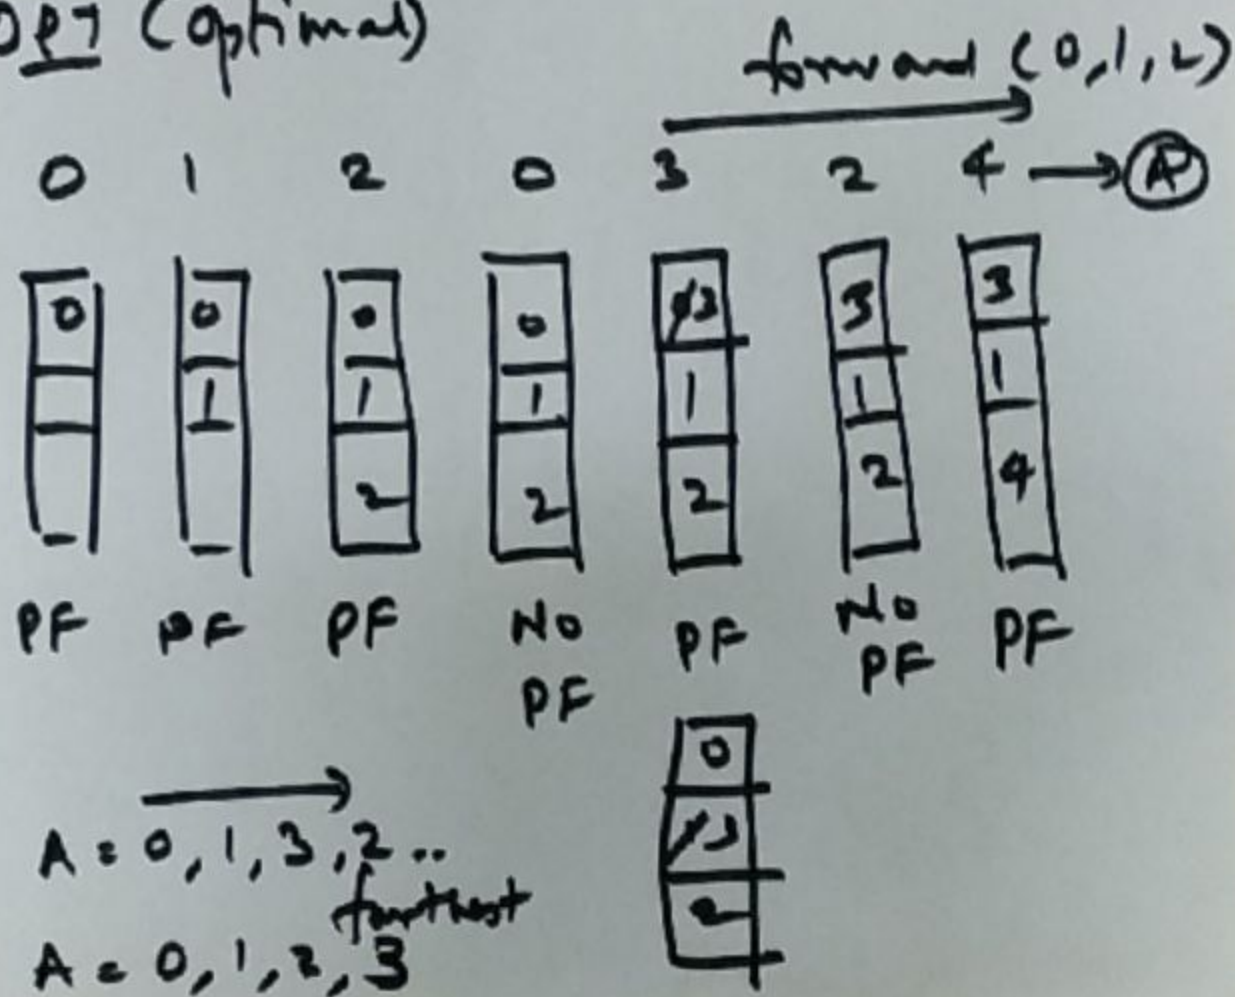 OPT (Optimal)
forward (0,1,2)
0 1 2 0 3 2 4 → A
0 0 0 0 0 3 3 3
1 1 1 1 1 1
2 2 2 2 4
PF PF PF No PF PF No PF PF
0
1 3
2
A = 0, 1, 3, 2 ..
farthest
A = 0, 1, 2, 3